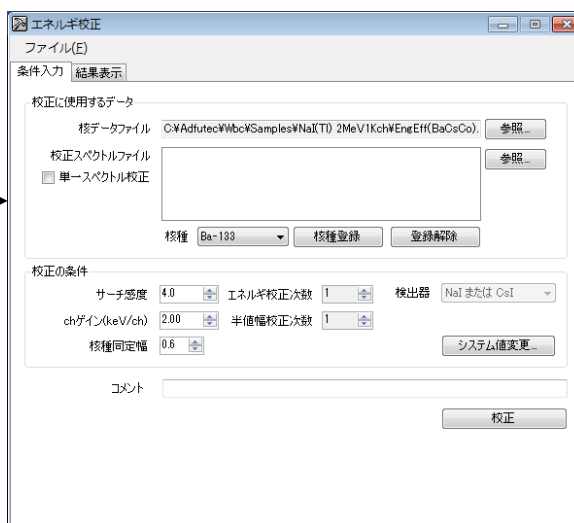 エネルギ校正
ファイル(F)
条件入力 結果表示
校正に使用するデータ
核データファイル C:¥Adfutec¥Wbc¥Samples¥NaI(Tl) 2MeV1Kch¥EngEff(BaCsCo). 参照...
校正スペクトルファイル 参照...
単一スペクトル校正
核種 Ba-133 核種登録 登録解除
校正の条件
サーチ感度 4.0 エネルギ校正次数 1 検出器 NaI または CsI
chゲイン(keV/ch) 2.00 半値幅校正次数 1
核種同定幅 0.6 システム値変更...
コメント
校正